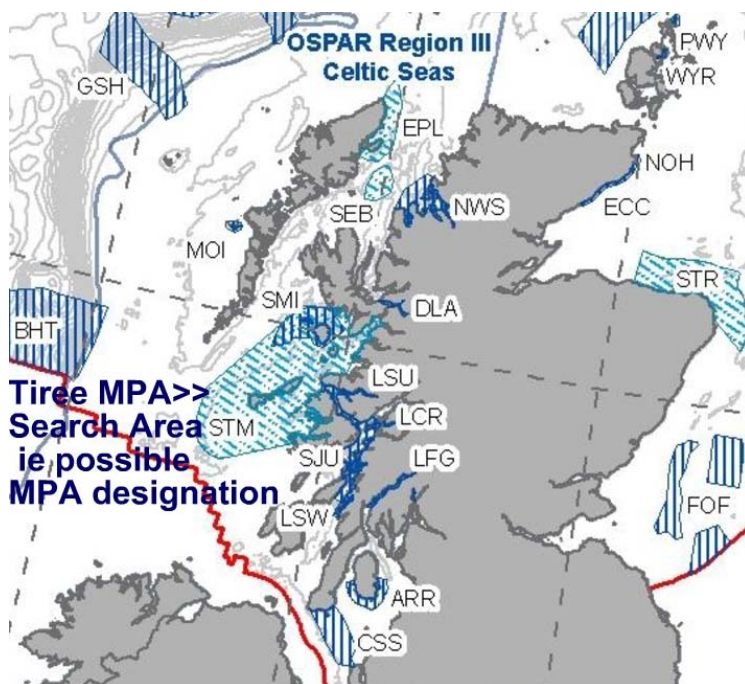 OSPAR Region III
Celtic Seas
PWY
GSH
WYR
EPL
NOH
SEB
NWS
ECC
MOI
STR
SMI
DLA
BHT
Tiree MPA>>
Search Area
ie possible
MPA designation
LSU
STM
LCR
SJU
LFG
LSW
FOF
ARR
CSS